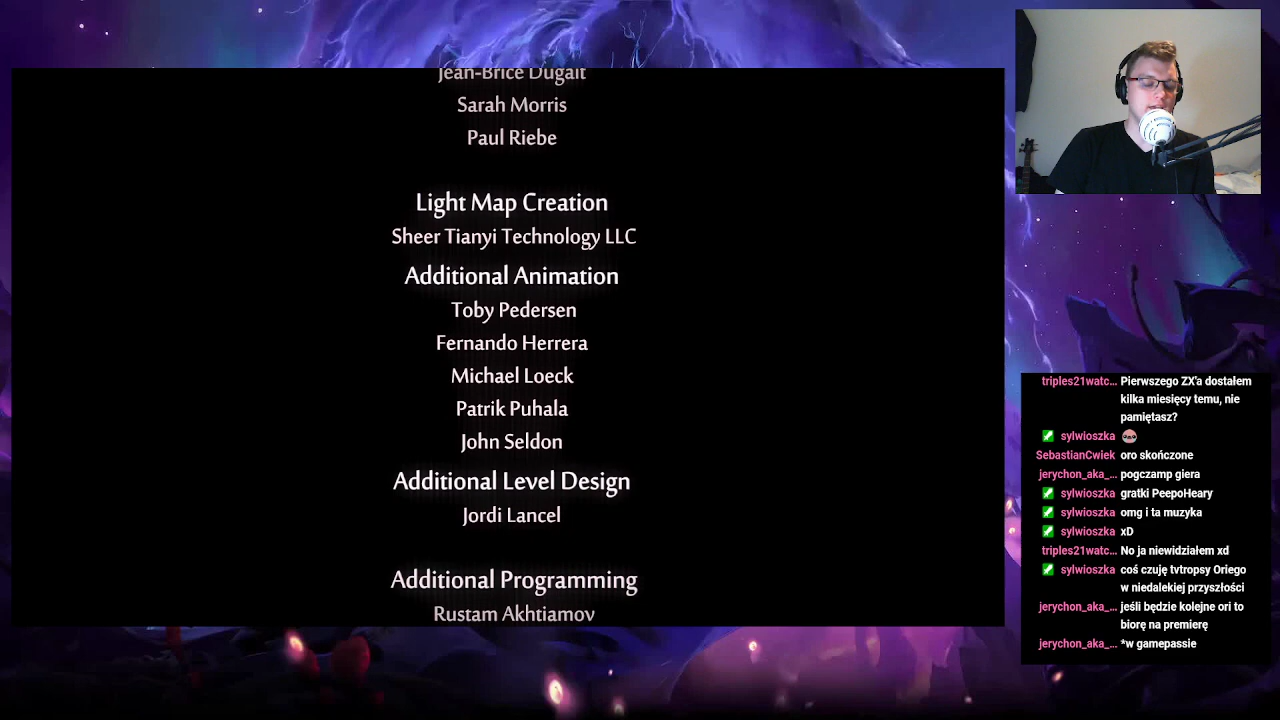 Jean-Brice Dugait
Sarah Morris
Paul Riebe
Light Map Creation
Sheer Tianyi Technology LLC
Additional Animation
Toby Pedersen
Fernando Herrera
Michael Loeck
Patrik Puhala
John Seldon
Additional Level Design
Jordi Lancel
Additional Programming
Rustam Akhtiamov
triples21watc... Pierwszego ZX'a dostałem
kilka miesięcy temu, nie
pamiętasz?
sylwioszka
SebastianCwiek oro skończone
jerychon_aka_... pogczamp giera
sylwioszka gratki PeepoHeary
sylwioszka omg i ta muzyka
sylwioszka xD
triples21watc... No ja niewidziałem xd
sylwioszka coś czuję tvtropsy Oriego
w niedalekiej przyszłości
jerychon_aka_... jeśli będzie kolejne ori to
biorę na premierę
jerychon_aka_... *w gamepassie